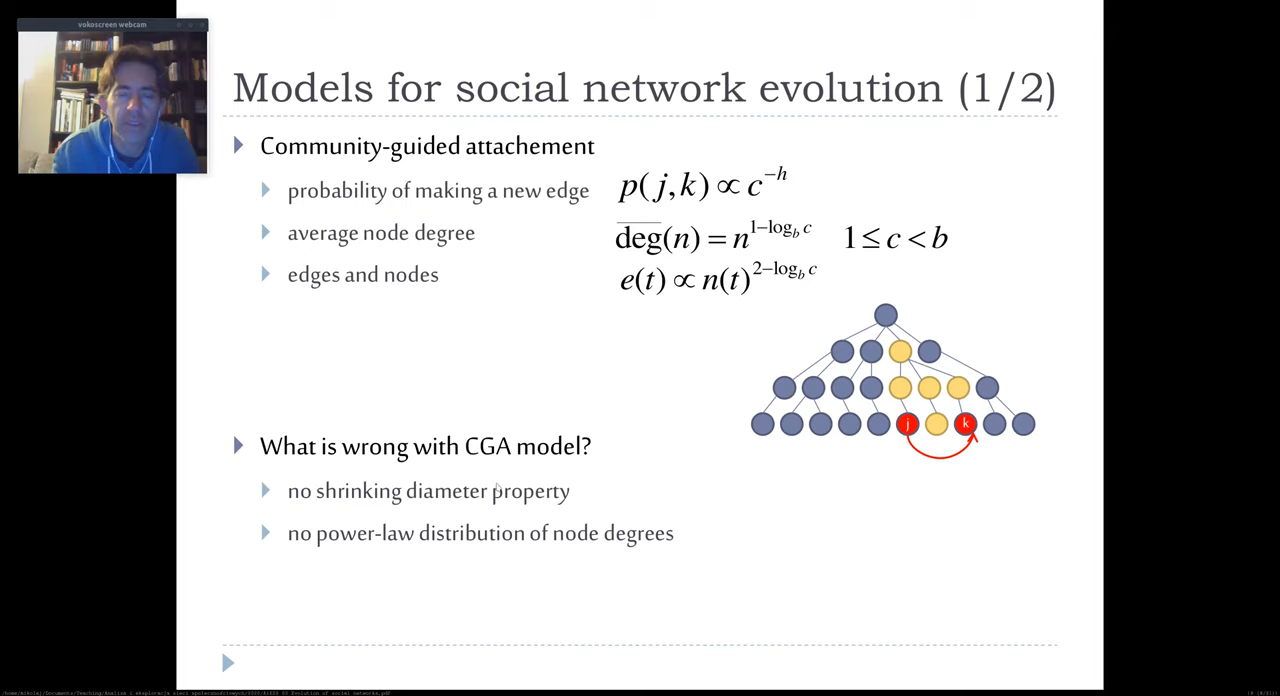 vokoscreen webcam
Models for social network evolution (1/2)
Community-guided attachement
probability of making a new edge p(j,k) ∝ c^{-h}
average node degree \overline{deg}(n) = n^{1-log_b c} 1 ≤ c < b
edges and nodes e(t) ∝ n(t)^{2-log_b c}
j k
What is wrong with CGA model?
no shrinking diameter property
no power-law distribution of node degrees